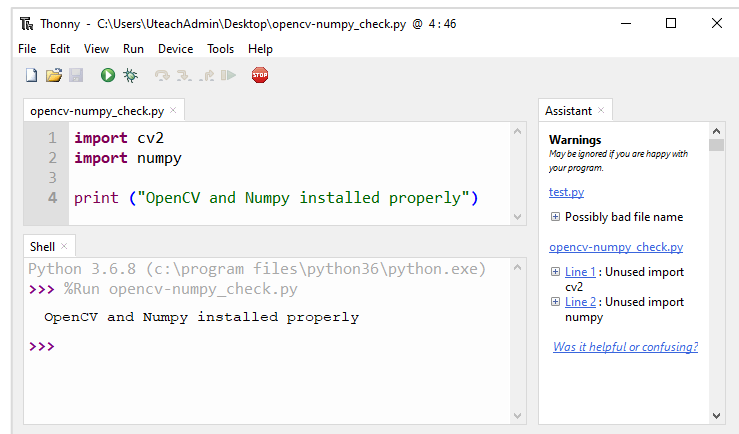 Thonny - C:\Users\UteachAdmin\Desktop\opencv-numpy_check.py @ 4:46
File Edit View Run Device Tools Help
STOP
opencv-numpy_check.py ×
1 import cv2
2 import numpy
3
4 print ("OpenCV and Numpy installed properly")
Shell ×
Python 3.6.8 (c:\program files\python36\python.exe)
>>> %Run opencv-numpy_check.py
OpenCV and Numpy installed properly
>>>
Assistant ×
Warnings
May be ignored if you are happy with
your program.
test.py
Possibly bad file name
opencv-numpy_check.py
Line 1 : Unused import
cv2
Line 2 : Unused import
numpy
Was it helpful or confusing?